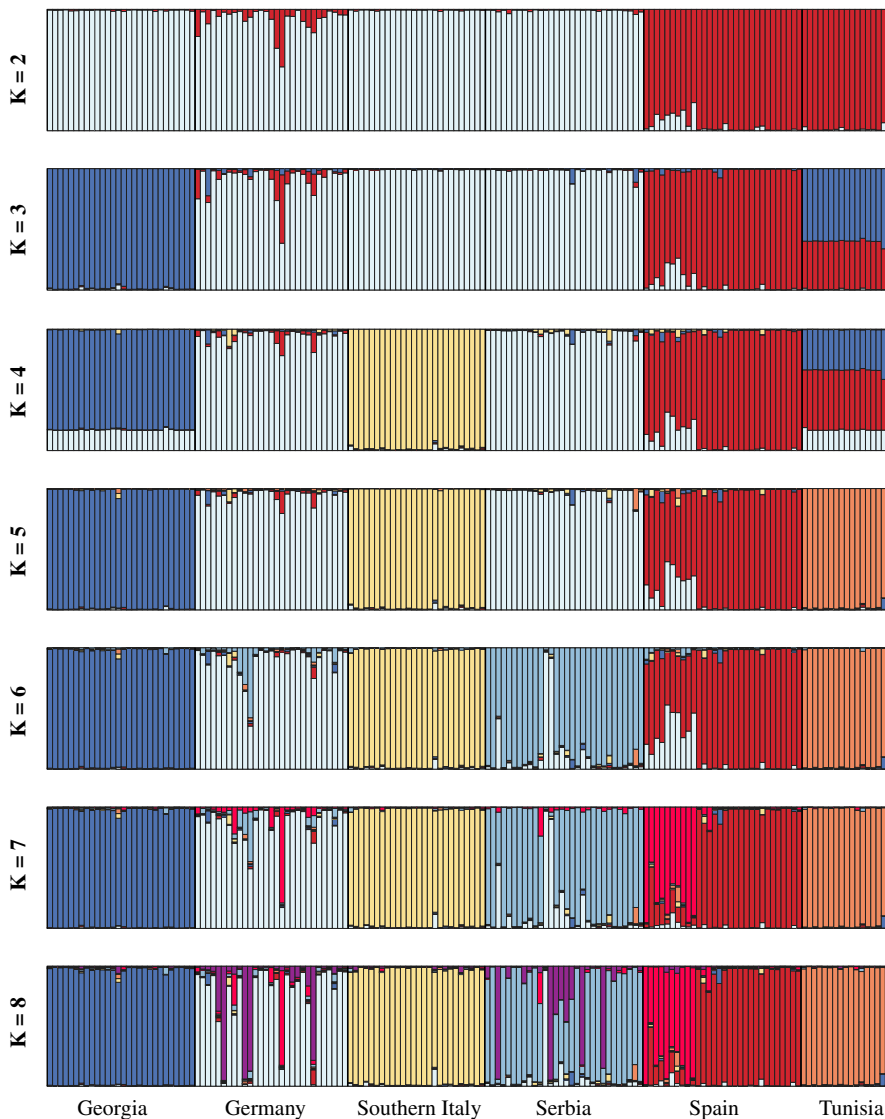 K = 2
K = 3
K = 4
K = 5
K = 6
K = 7
K = 8
Georgia Germany Southern Italy Serbia Spain Tunisia